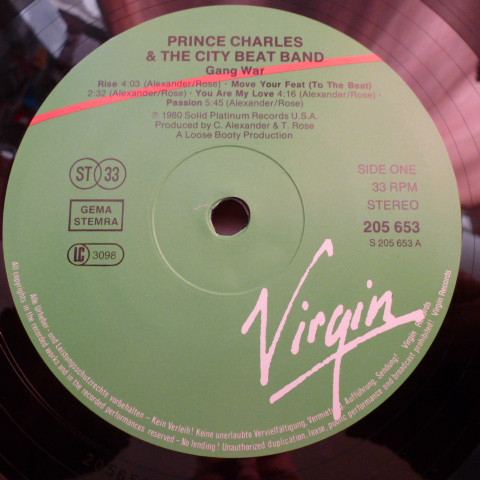 PRINCE CHARLES
& THE CITY BEAT BAND
Gang War
Rise 4:03 (Alexander/Rose) · Move Your Feat (To The Beat)
2:32 (Alexander/Rose) · You Are My Love 4:16 (Alexander/Rose) ·
Passion 5:45 (Alexander/Rose)
℗ 1980 Solid Platinum Records U.S.A.
Produced by C. Alexander & T. Rose
A Loose Booty Production
ST 33
SIDE ONE
33 RPM
STEREO
GEMA
STEMRA
205 653
S 205 653 A
LC 3098
Virgin
Alle Urheber- und Leistungsschutzrechte vorbehalten – Kein Verleih! Keine unerlaubte Vervielfältigung, Vermietung, Aufführung, Sendung! Virgin Records
All copyrights in the recorded works and in the recorded performances reserved – No lending! Unauthorized duplication, lease, public performance and broadcast prohibited! Virgin Records